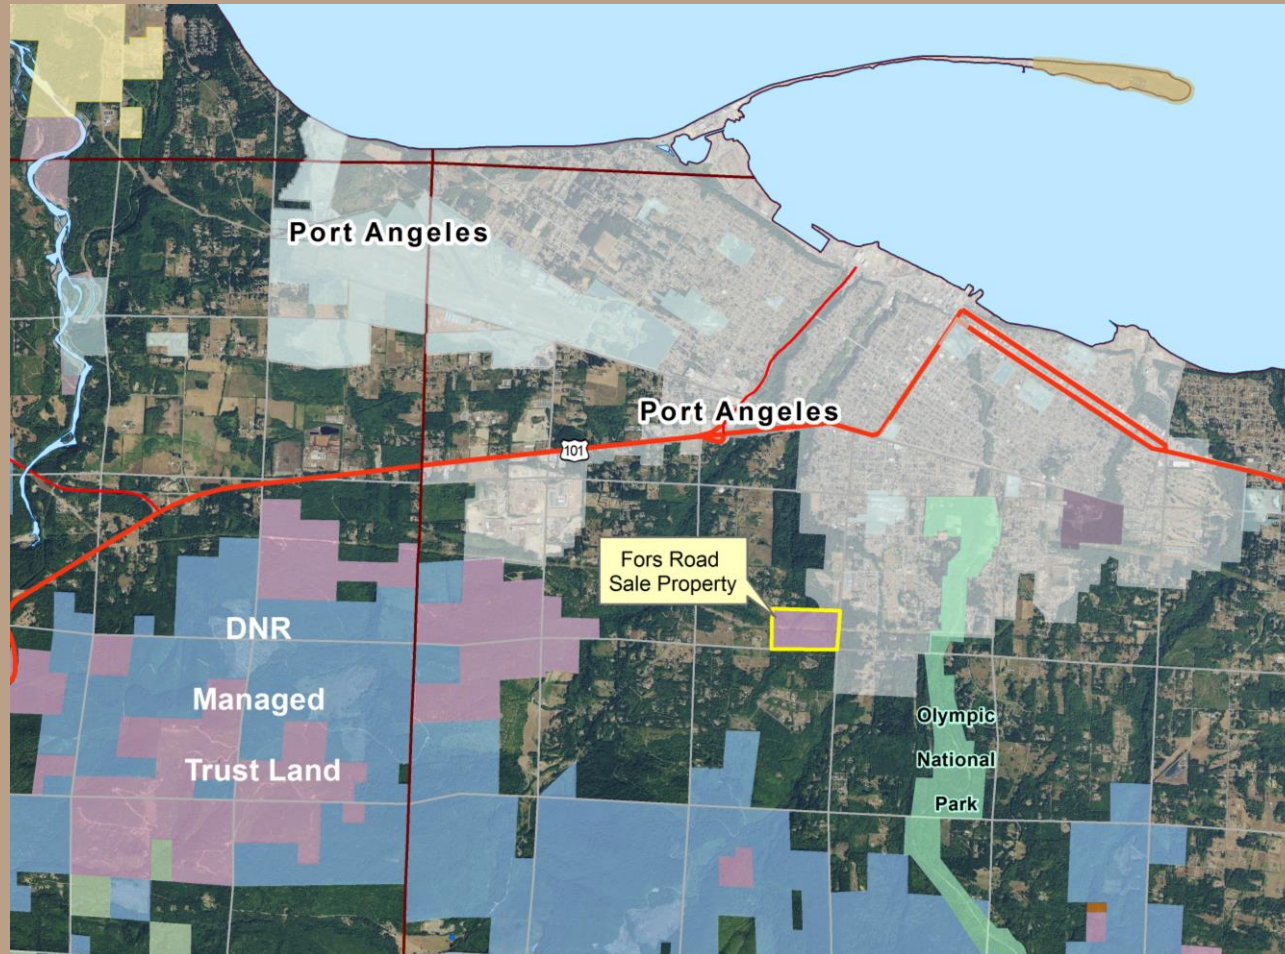 Port Angeles
Port Angeles
101
Fors Road
Sale Property
DNR
Managed
Trust Land
Olympic
National
Park